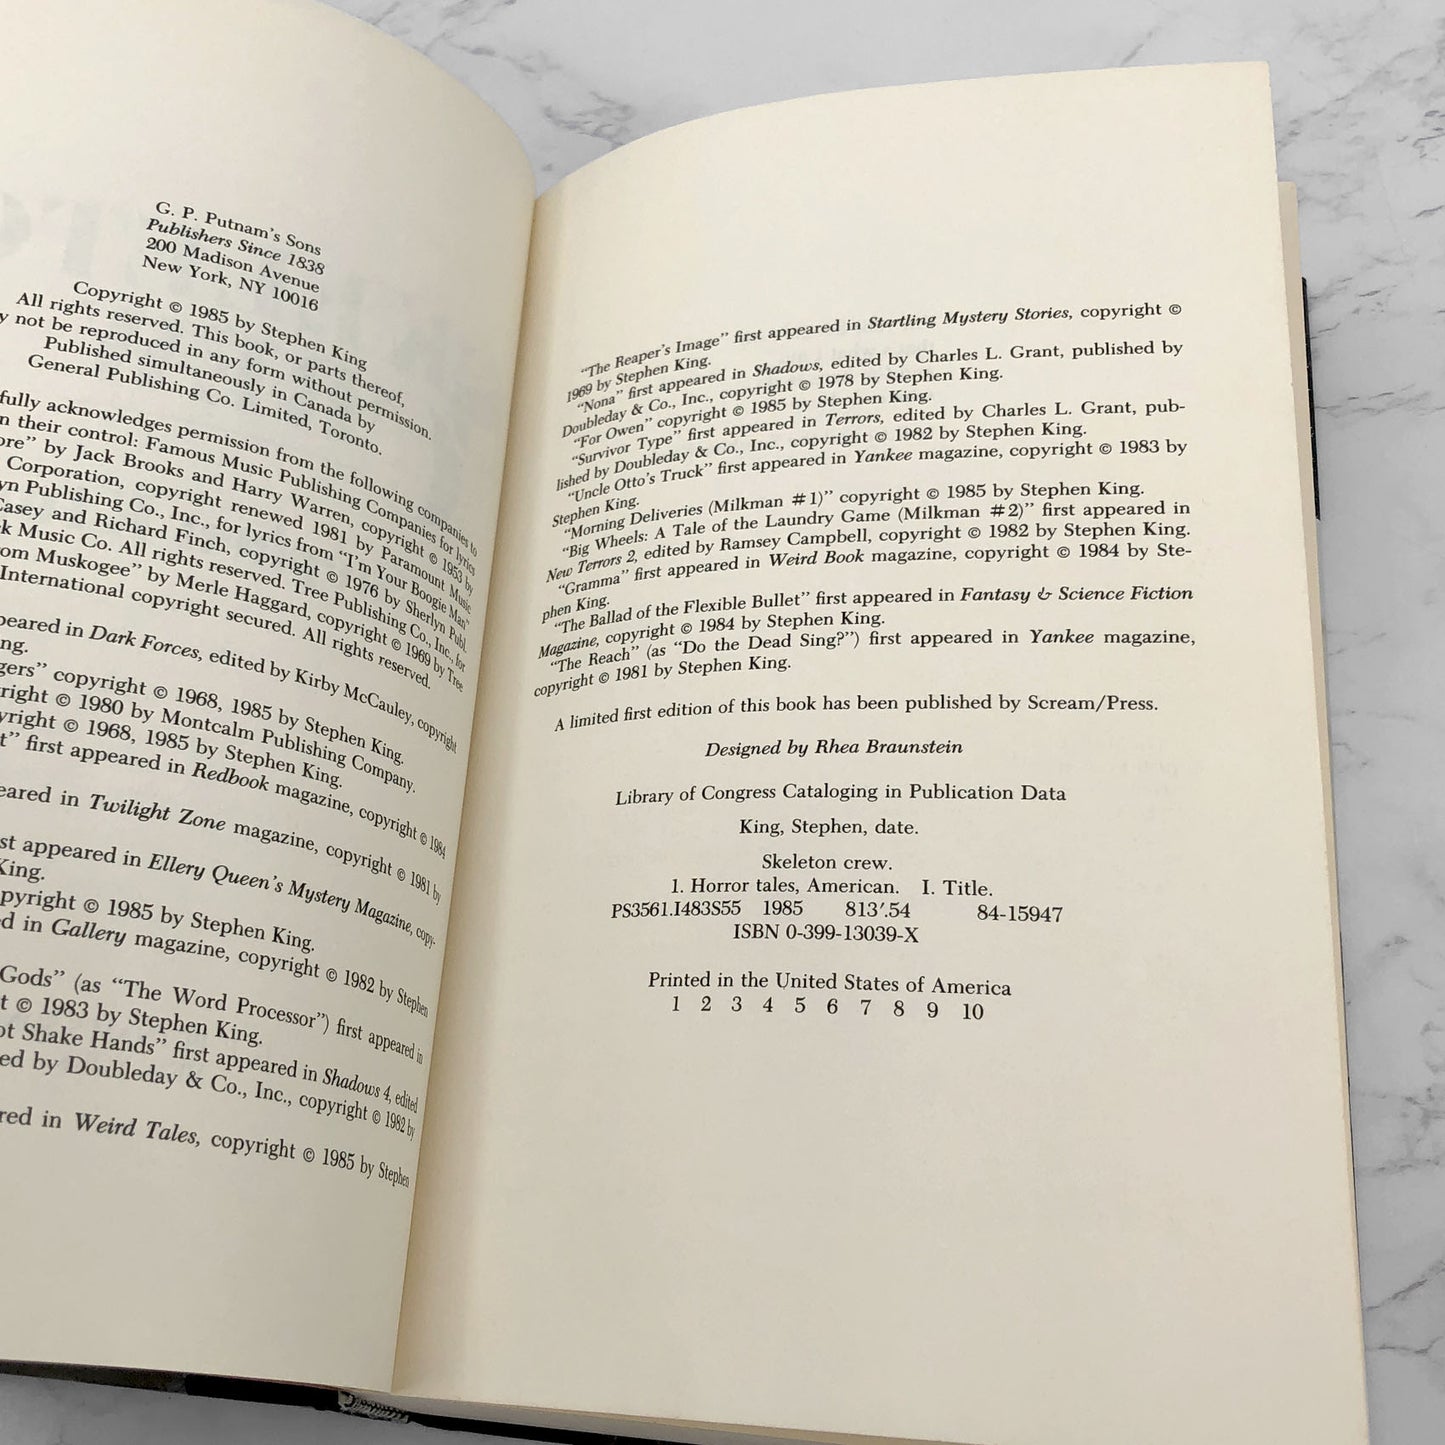 G. P. Putnam's Sons
Publishers Since 1838
200 Madison Avenue
New York, NY 10016
Copyright © 1985 by Stephen King
All rights reserved. This book, or parts thereof,
y not be reproduced in any form without permission.
Published simultaneously in Canada by
General Publishing Co. Limited, Toronto.
fully acknowledges permission from the following companies to
n their control: Famous Music Publishing Companies for lyrics
ore" by Jack Brooks and Harry Warren, copyright © 1953 by
Corporation, copyright renewed 1981 by Paramount Music
yn Publishing Co., Inc., for lyrics from "I'm Your Boogie Man"
Casey and Richard Finch, copyright © 1976 by Sherlyn Publ.
k Music Co. All rights reserved. Tree Publishing Co., Inc., for
om Muskogee" by Merle Haggard, copyright © 1969 by Tree
International copyright secured. All rights reserved.
peared in Dark Forces, edited by Kirby McCauley, copyright
ng.
gers" copyright © 1968, 1985 by Stephen King.
right © 1980 by Montcalm Publishing Company.
yright © 1968, 1985 by Stephen King.
t" first appeared in Redbook magazine, copyright © 1984
eared in Twilight Zone magazine, copyright © 1981 by
st appeared in Ellery Queen's Mystery Magazine, copy-
King.
pyright © 1985 by Stephen King.
d in Gallery magazine, copyright © 1982 by Stephen
Gods" (as "The Word Processor") first appeared in
t © 1983 by Stephen King.
ot Shake Hands" first appeared in Shadows 4, edited
ed by Doubleday & Co., Inc., copyright © 1982 by
red in Weird Tales, copyright © 1985 by Stephen
"The Reaper's Image" first appeared in Startling Mystery Stories, copyright ©
1969 by Stephen King.
"Nona" first appeared in Shadows, edited by Charles L. Grant, published by
Doubleday & Co., Inc., copyright © 1978 by Stephen King.
"For Owen" copyright © 1985 by Stephen King.
"Survivor Type" first appeared in Terrors, edited by Charles L. Grant, pub-
lished by Doubleday & Co., Inc., copyright © 1982 by Stephen King.
"Uncle Otto's Truck" first appeared in Yankee magazine, copyright © 1983 by
Stephen King.
"Morning Deliveries (Milkman #1)" copyright © 1985 by Stephen King.
"Big Wheels: A Tale of the Laundry Game (Milkman #2)" first appeared in
New Terrors 2, edited by Ramsey Campbell, copyright © 1982 by Stephen King.
"Gramma" first appeared in Weird Book magazine, copyright © 1984 by Ste-
phen King.
"The Ballad of the Flexible Bullet" first appeared in Fantasy & Science Fiction
Magazine, copyright © 1984 by Stephen King.
"The Reach" (as "Do the Dead Sing?") first appeared in Yankee magazine,
copyright © 1981 by Stephen King.
A limited first edition of this book has been published by Scream/Press.
Designed by Rhea Braunstein
Library of Congress Cataloging in Publication Data
King, Stephen, date.
Skeleton crew.
1. Horror tales, American. I. Title.
PS3561.I483S55 1985 813'.54 84-15947
ISBN 0-399-13039-X
Printed in the United States of America
1 2 3 4 5 6 7 8 9 10